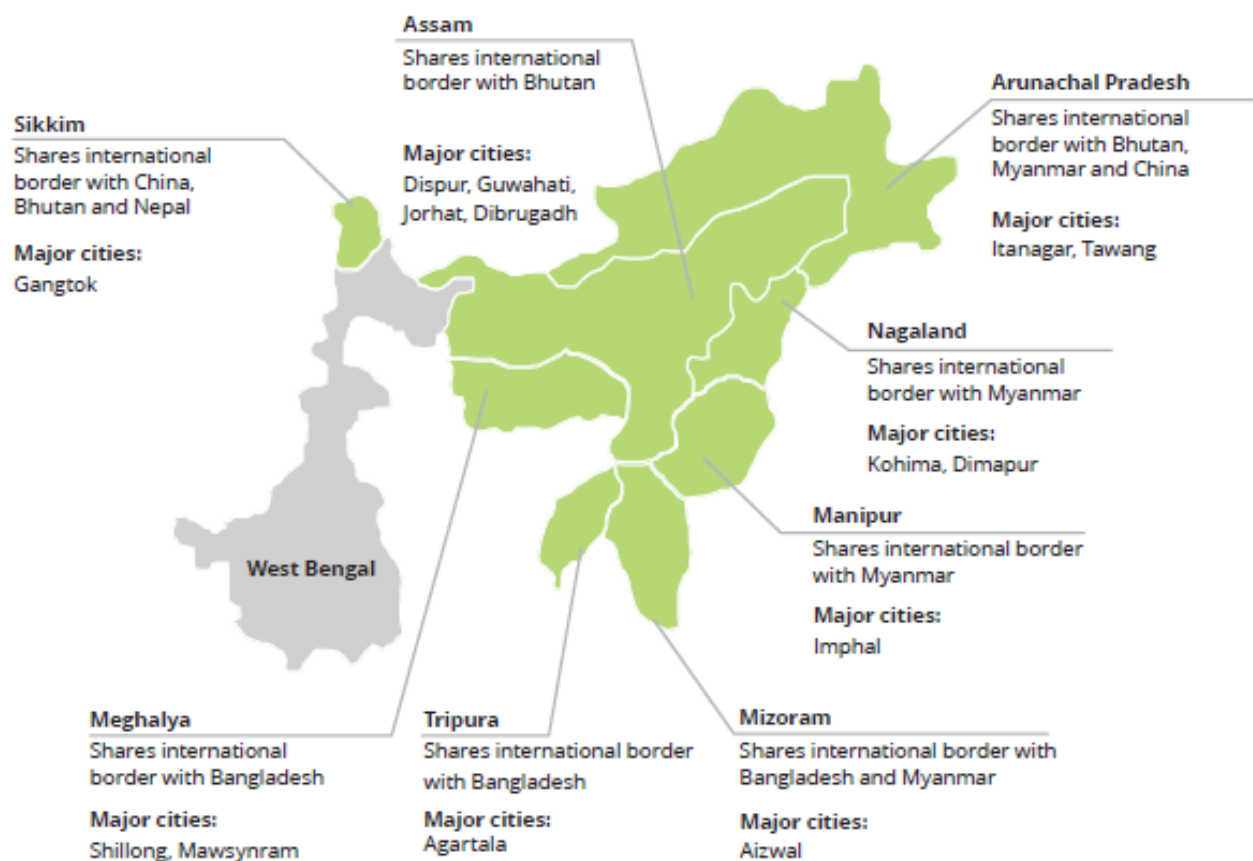 Assam
Shares international
border with Bhutan
Major cities:
Dispur, Guwahati,
Jorhat, Dibrugadh
Arunachal Pradesh
Shares international
border with Bhutan,
Myanmar and China
Major cities:
Itanagar, Tawang
Sikkim
Shares international
border with China,
Bhutan and Nepal
Major cities:
Gangtok
Nagaland
Shares international
border with Myanmar
Major cities:
Kohima, Dimapur
Manipur
Shares international border
with Myanmar
Major cities:
Imphal
West Bengal
Meghalya
Shares international
border with Bangladesh
Major cities:
Shillong, Mawsynram
Tripura
Shares international border
with Bangladesh
Major cities:
Agartala
Mizoram
Shares international border with
Bangladesh and Myanmar
Major cities:
Aizwal